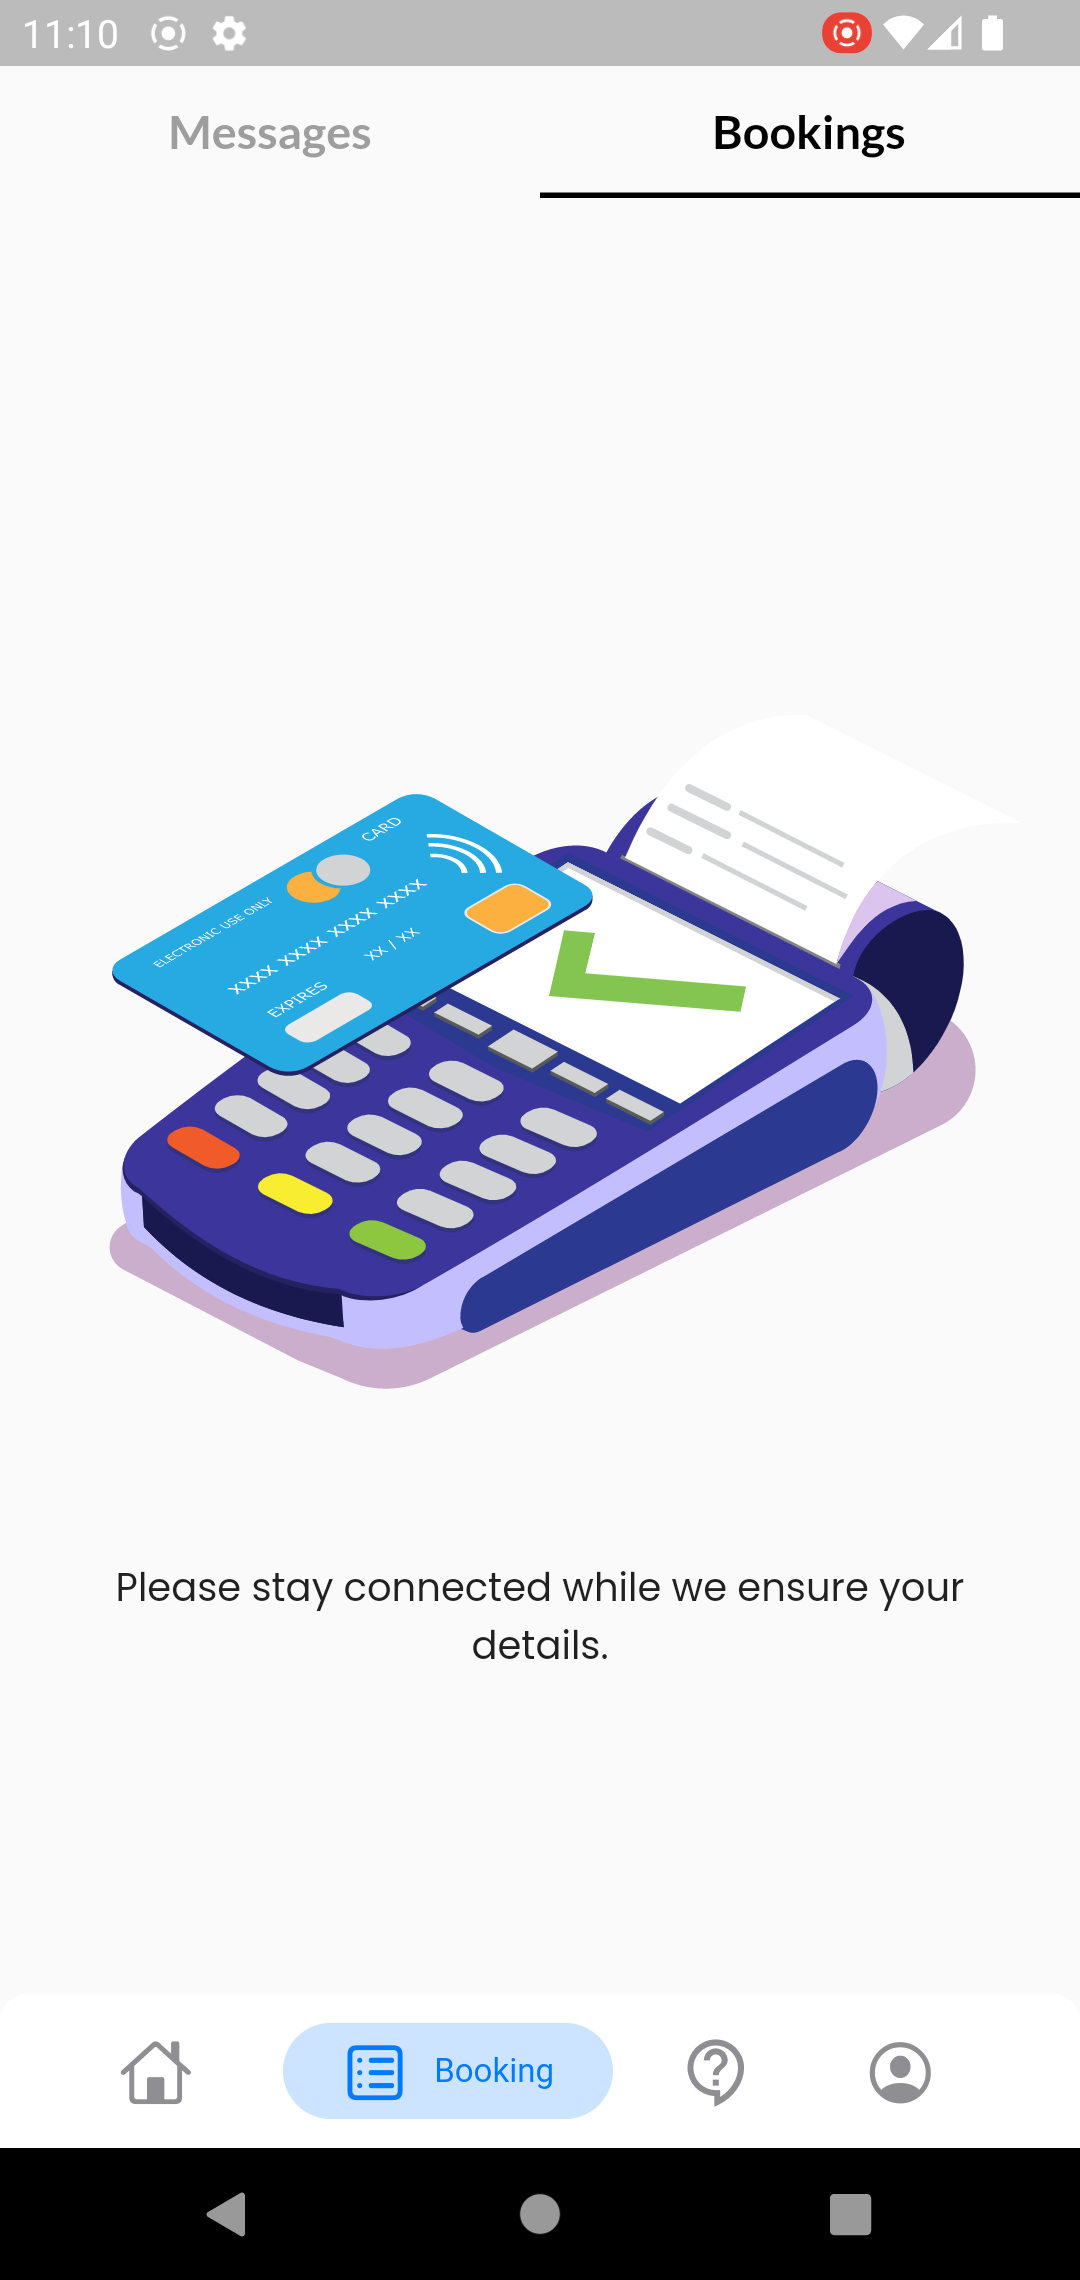 11:10
Messages
Bookings
CARD
ELECTRONIC USE ONLY
XXXX XXXX XXXX XXXX
XX / XX
EXPIRES
Please stay connected while we ensure your
details.
Booking